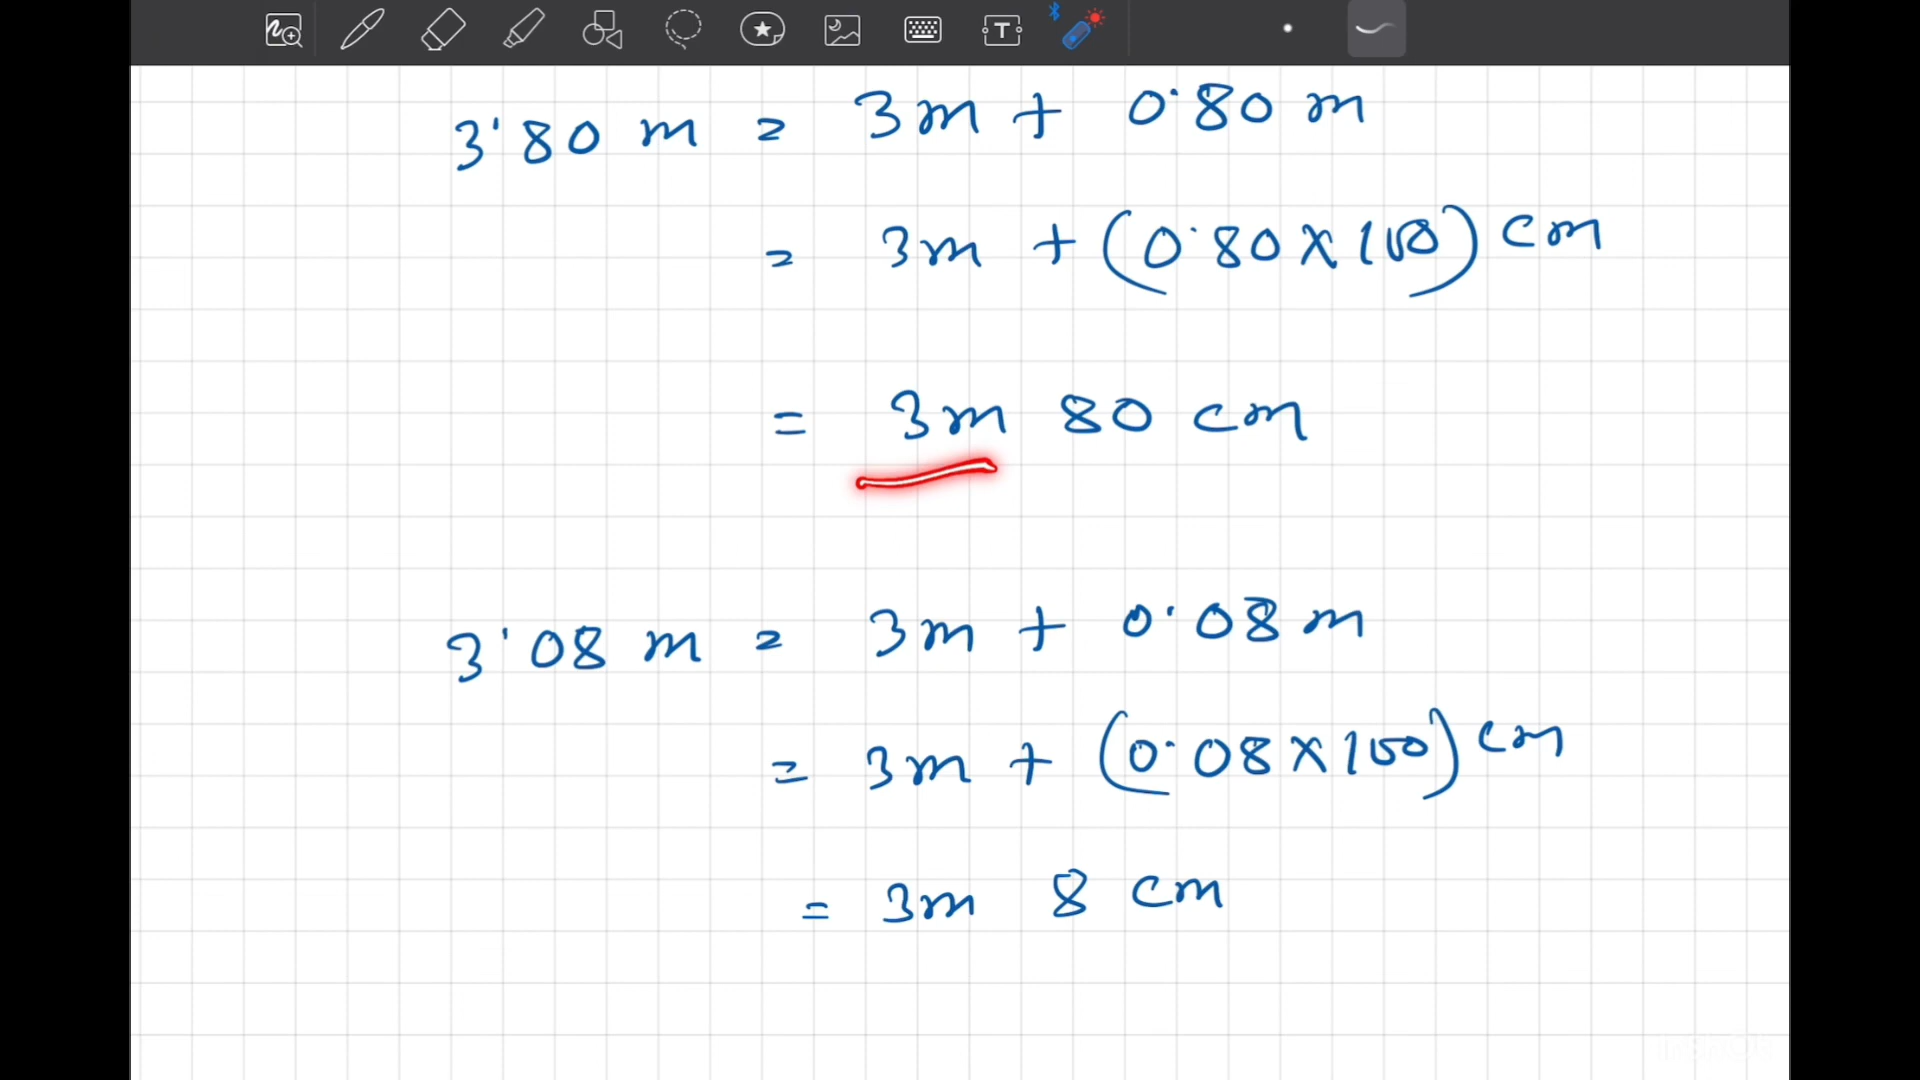 3.80 m = 3m + 0.80 m
= 3m + (0.80 × 100) cm
= 3m 80 cm
3.08 m = 3m + 0.08 m
= 3m + (0.08 × 100) cm
= 3m 8 cm